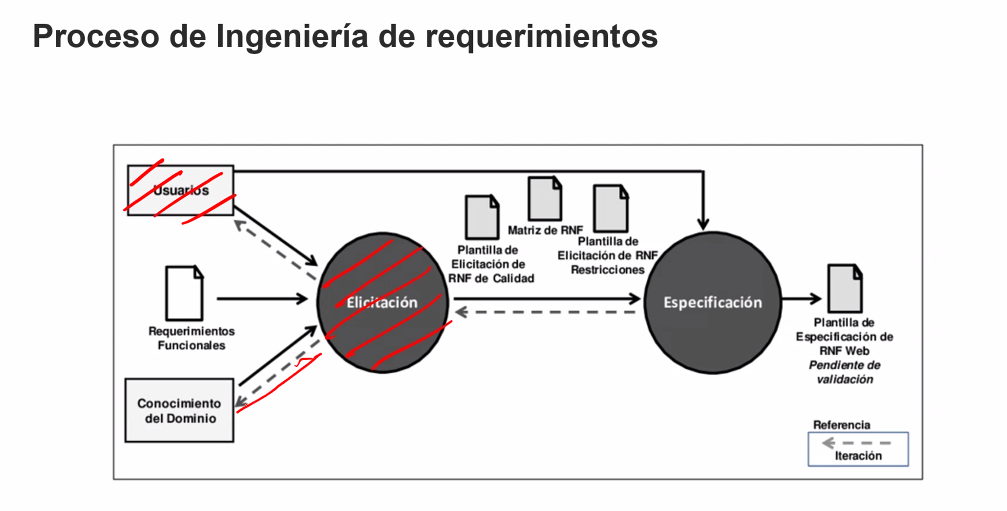 Proceso de Ingeniería de requerimientos
Usuarios
Requerimientos
Funcionales
Conocimiento
del Dominio
Elicitación
Plantilla de
Elicitación de
RNF de Calidad
Matriz de RNF
Plantilla de
Elicitación de RNF
Restricciones
Especificación
Plantilla de
Especificación de
RNF Web
Pendiente de
validación
Referencia
Iteración